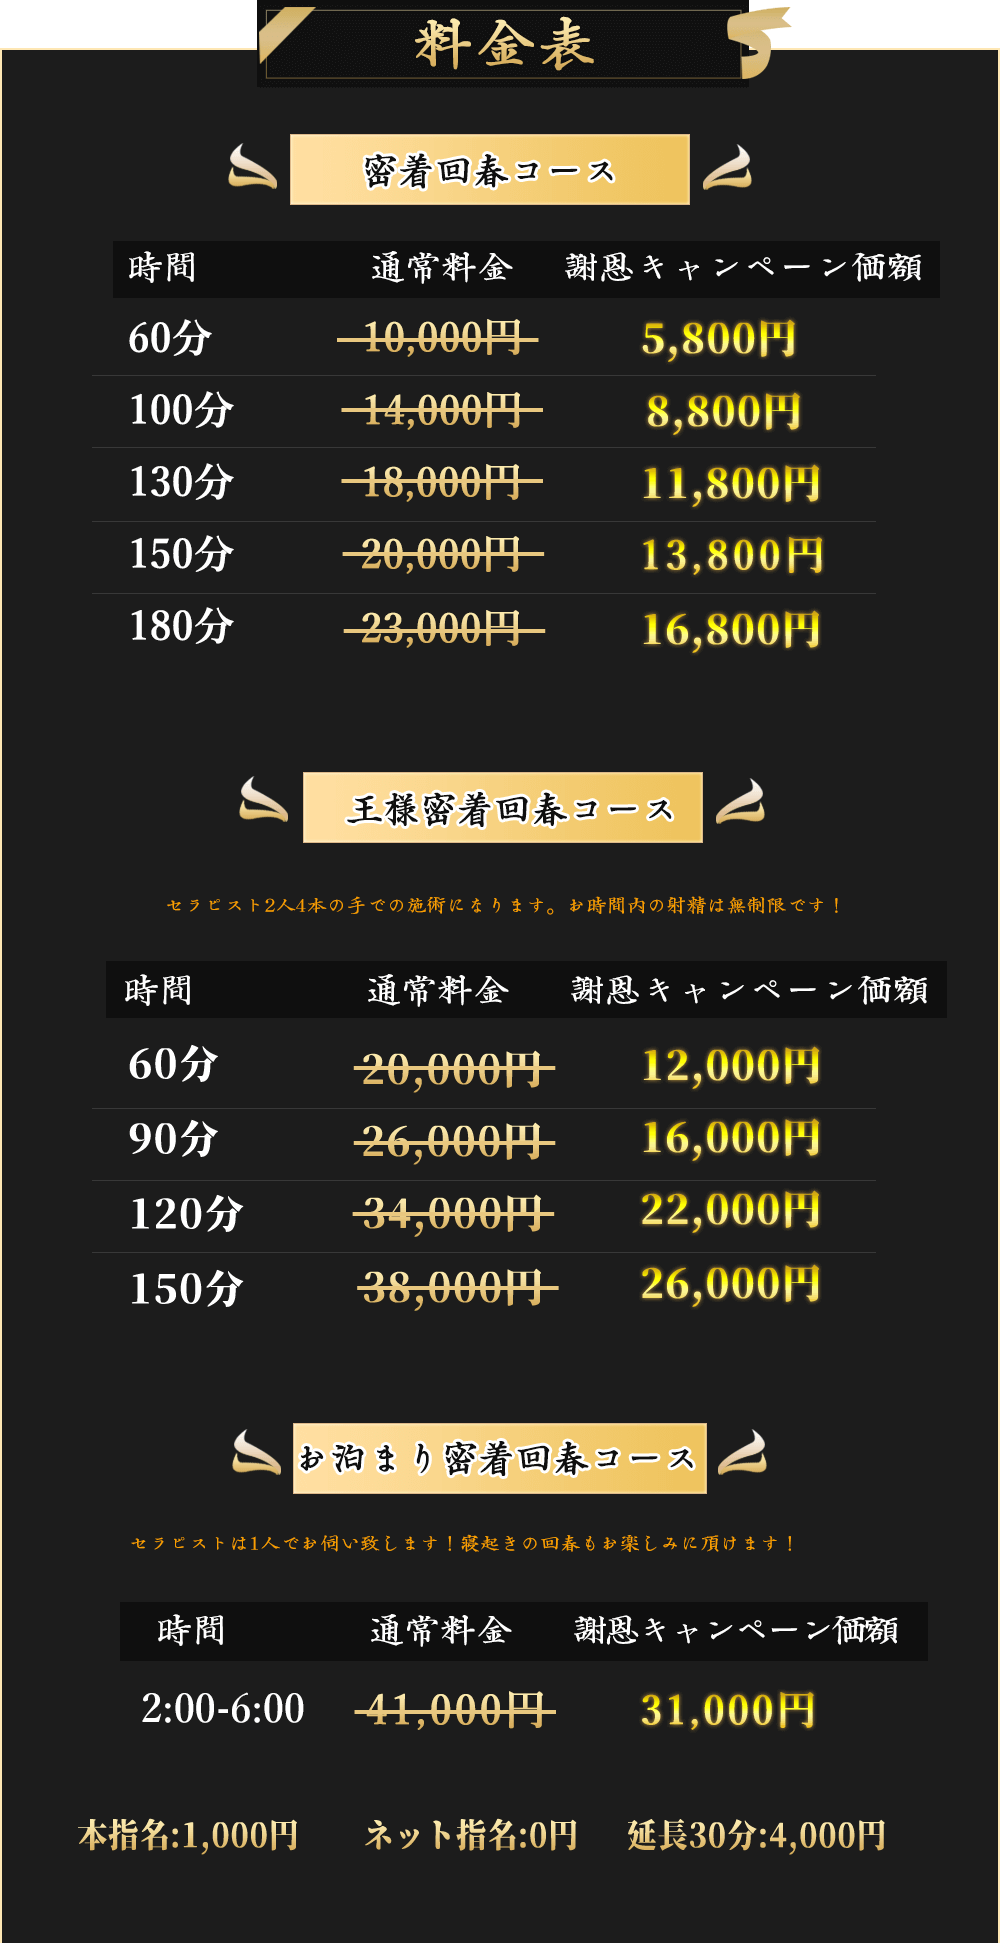 料金表
密着回春コース
時間 通常料金 謝恩キャンペーン価額
60分 10,000円 5,800円
100分 14,000円 8,800円
130分 18,000円 11,800円
150分 20,000円 13,800円
180分 23,000円 16,800円
王様密着回春コース
セラピスト2人4本の手での施術になります。お時間内の射精は無制限です！
時間 通常料金 謝恩キャンペーン価額
60分 20,000円 12,000円
90分 26,000円 16,000円
120分 34,000円 22,000円
150分 38,000円 26,000円
お泊まり密着回春コース
セラピストは1人でお伺い致します！寝起きの回春もお楽しみに頂けます！
時間 通常料金 謝恩キャンペーン価額
2:00-6:00 41,000円 31,000円
本指名:1,000円 ネット指名:0円 延長30分:4,000円